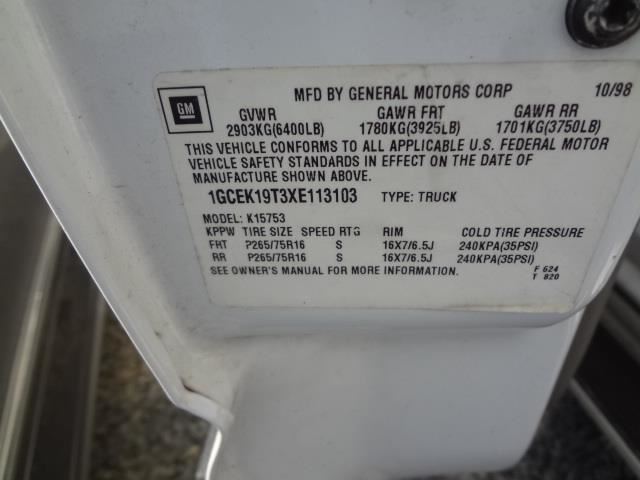 MFD BY GENERAL MOTORS CORP 10/98
GM
GVWR GAWR FRT GAWR RR
2903KG(6400LB) 1780KG(3925LB) 1701KG(3750LB)
THIS VEHICLE CONFORMS TO ALL APPLICABLE U.S. FEDERAL MOTOR
VEHICLE SAFETY STANDARDS IN EFFECT ON THE DATE OF
MANUFACTURE SHOWN ABOVE.
1GCEK19T3XE113103 TYPE: TRUCK
MODEL: K15753
KPPW TIRE SIZE SPEED RTG RIM COLD TIRE PRESSURE
FRT P265/75R16 S 16X7/6.5J 240KPA(35PSI)
RR P265/75R16 S 16X7/6.5J 240KPA(35PSI)
SEE OWNER'S MANUAL FOR MORE INFORMATION. F 624
T 820